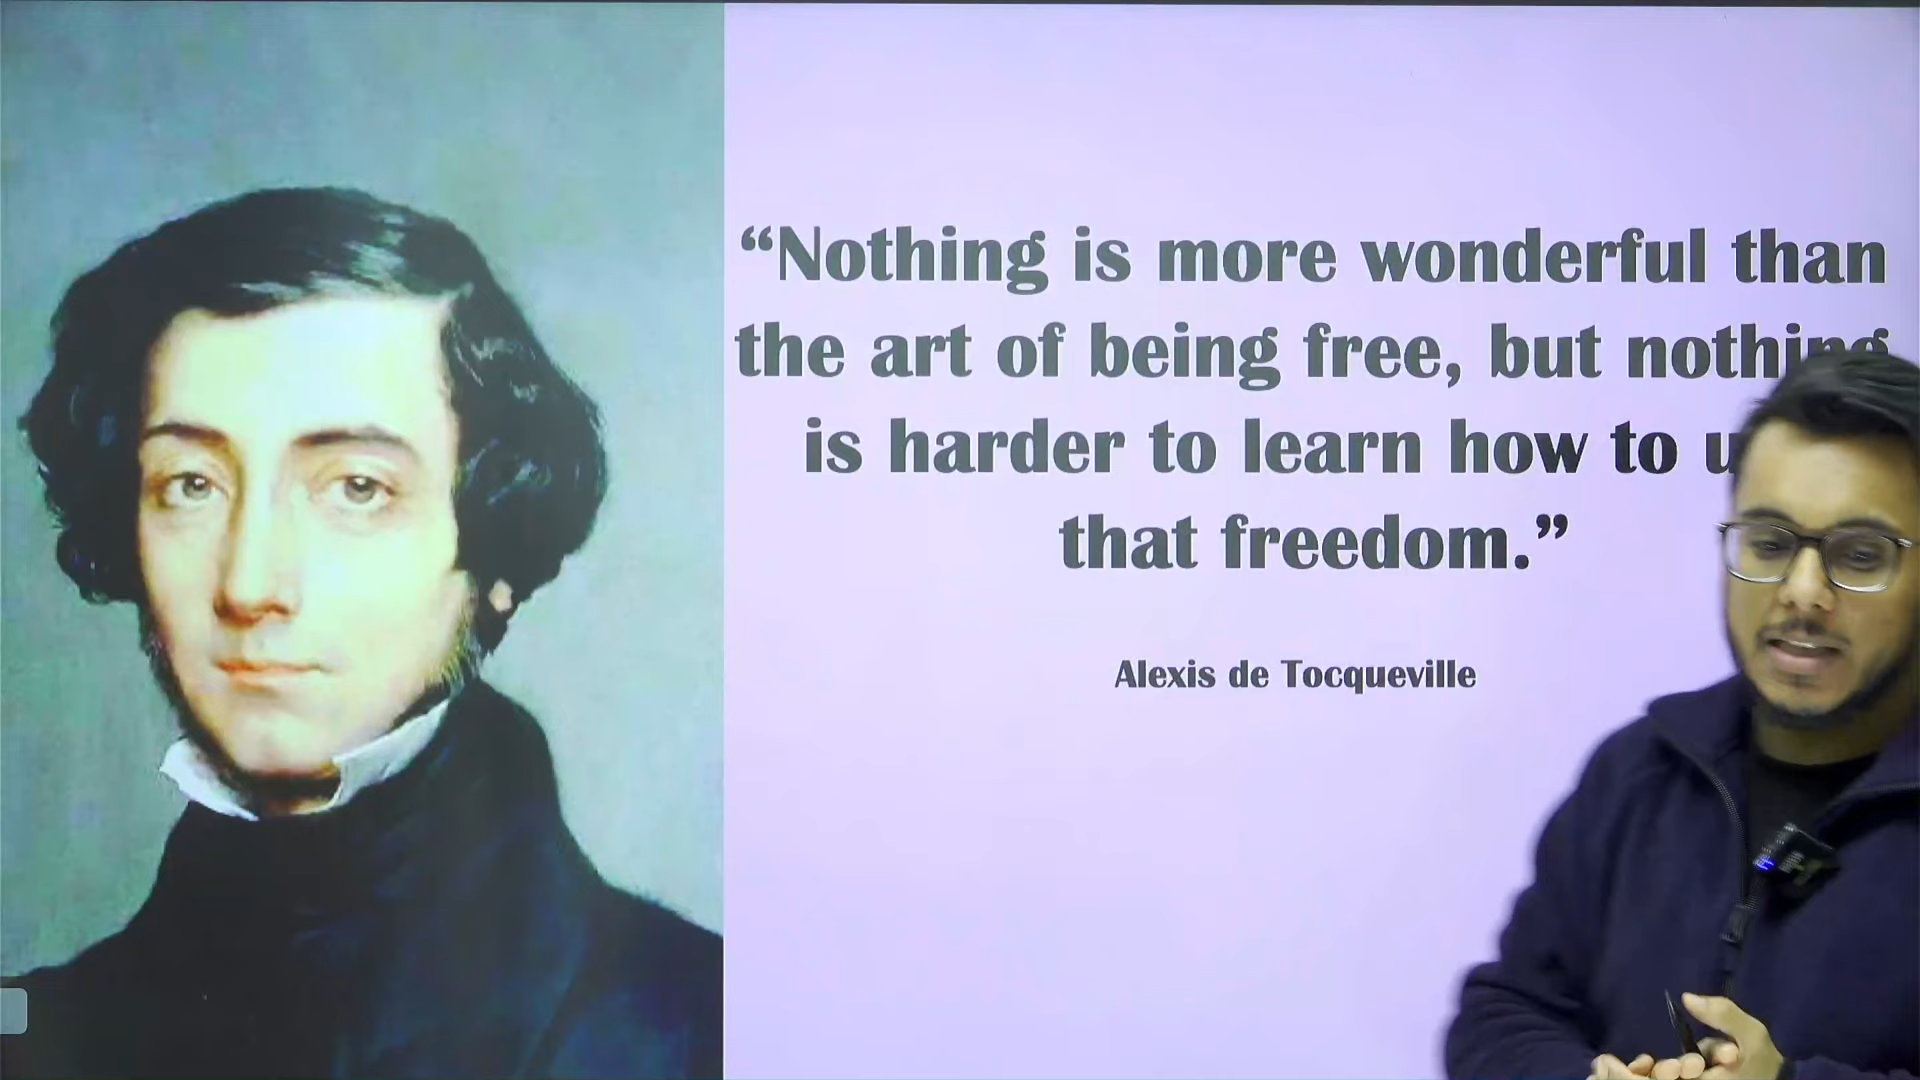 “Nothing is more wonderful than
the art of being free, but nothing
is harder to learn how to
that freedom.”
Alexis de Tocqueville